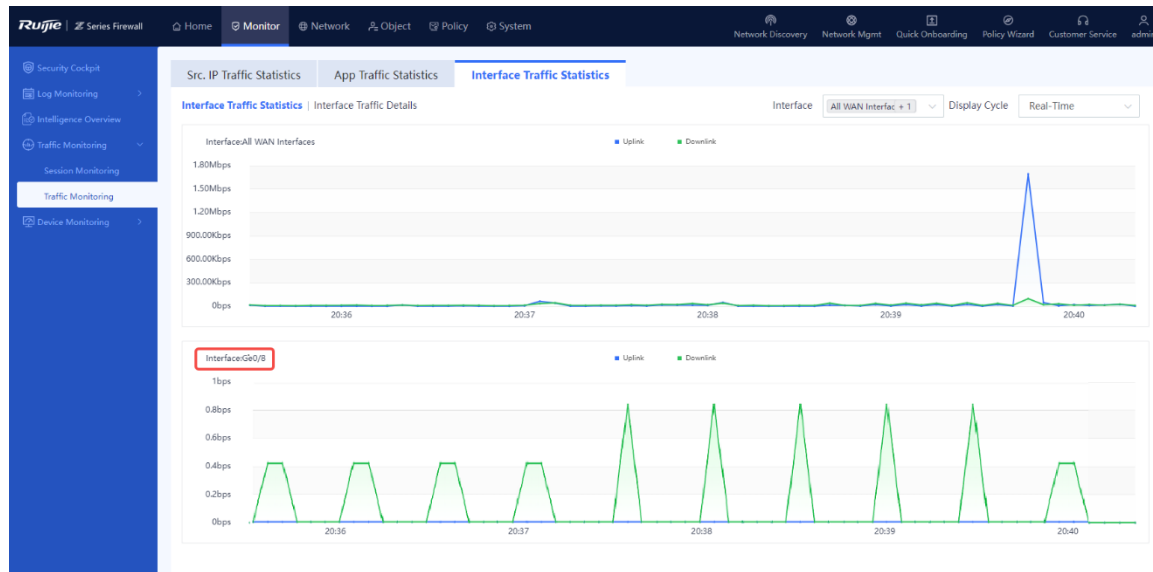 Ruijie | Z Series Firewall
Home Monitor Network Object Policy System
Network Discovery Network Mgmt Quick Onboarding Policy Wizard Customer Service admi
Security Cockpit
Log Monitoring
Intelligence Overview
Traffic Monitoring
Session Monitoring
Traffic Monitoring
Device Monitoring
Src. IP Traffic Statistics App Traffic Statistics Interface Traffic Statistics
Interface Traffic Statistics | Interface Traffic Details
Interface All WAN Interfac + 1 Display Cycle Real-Time
Interface:All WAN Interfaces
Uplink Downlink
1.80Mbps
1.50Mbps
1.20Mbps
900.00Kbps
600.00Kbps
300.00Kbps
0bps
20:36 20:37 20:38 20:39 20:40
Interface:Ge0/8
Uplink Downlink
1bps
0.8bps
0.6bps
0.4bps
0.2bps
0bps
20:36 20:37 20:38 20:39 20:40